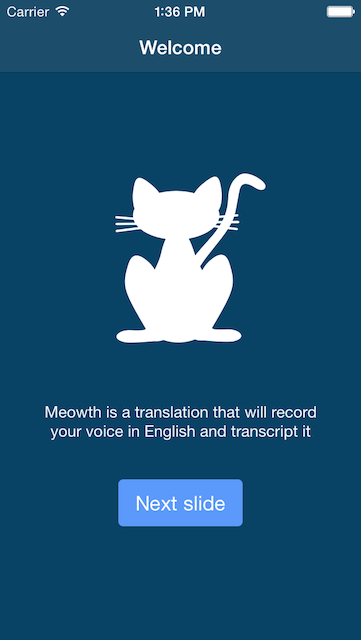 Carrier 1:36 PM
Welcome
Meowth is a translation that will record
your voice in English and transcript it
Next slide